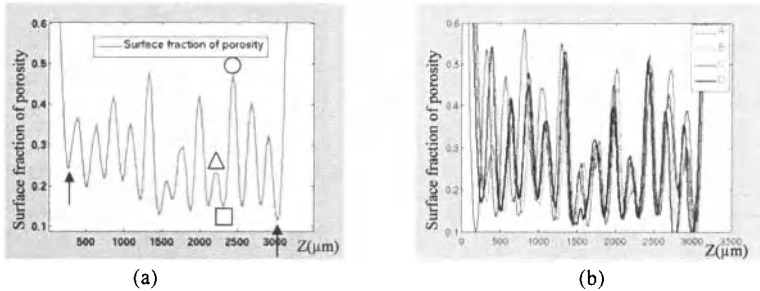 0.6
Surface fraction of porosity
0.5
0.4
0.3
0.2
0.1
500 1000 1500 2000 2500 3000 Z(µm)
Surface fraction of porosity
(a)
0.6
A
B
C
D
0.5
0.4
0.3
0.2
0.1
0 500 1000 1500 2000 2500 3000 3500
Z(µm)
Surface fraction of porosity
(b)